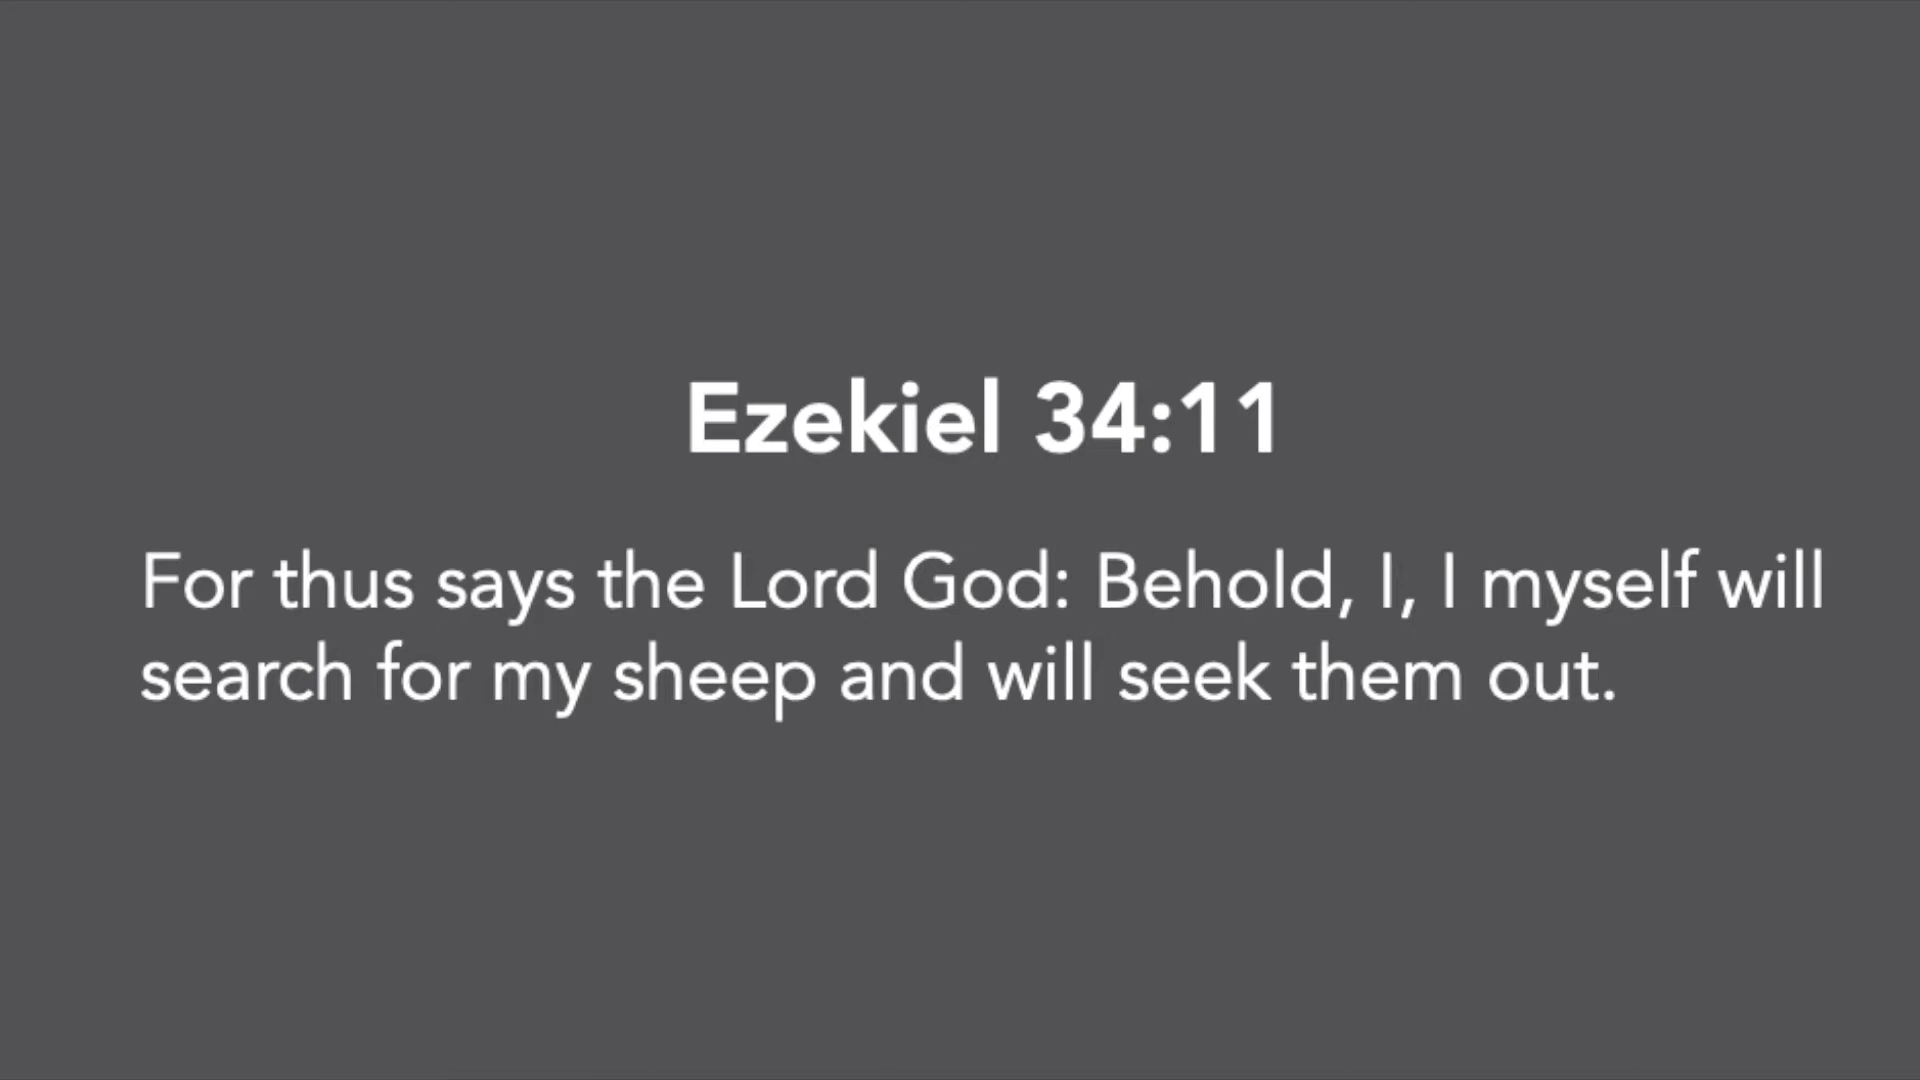 Ezekiel 34:11
For thus says the Lord God: Behold, I, I myself will
search for my sheep and will seek them out.